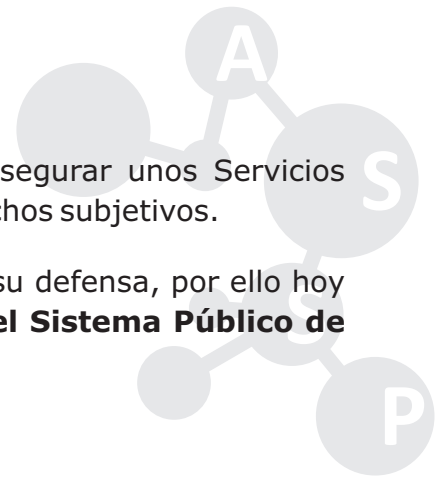 A
segurar unos Servicios
S
chos subjetivos.
su defensa, por ello hoy
S
el Sistema Público de
P